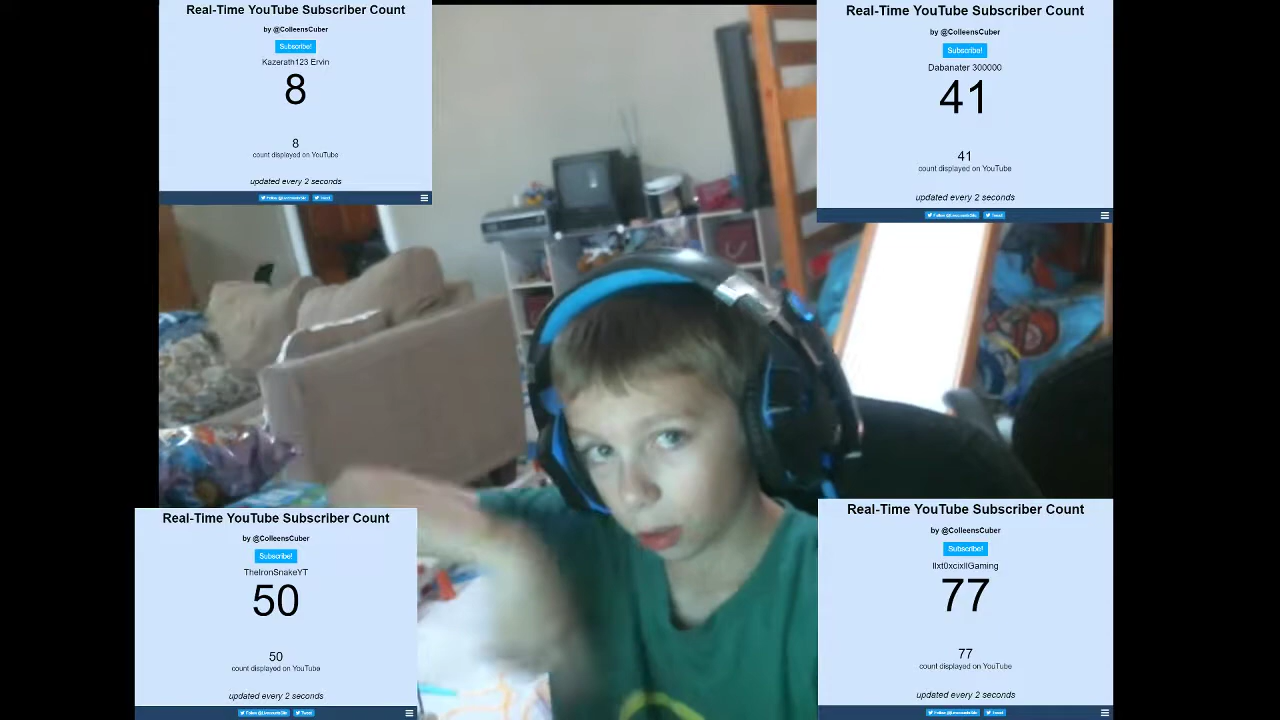 Real-Time YouTube Subscriber Count
by @ColleensCuber
Subscribe!
Kazerath123 Ervin
8
8
count displayed on YouTube
updated every 2 seconds
Tweet
Real-Time YouTube Subscriber Count
by @ColleensCuber
Subscribe!
Dabanater 300000
41
41
count displayed on YouTube
updated every 2 seconds
Tweet
Real-Time YouTube Subscriber Count
by @ColleensCuber
Subscribe!
TheIronSnakeYT
50
50
count displayed on YouTube
updated every 2 seconds
Tweet
Real-Time YouTube Subscriber Count
by @ColleensCuber
Subscribe!
77
77
count displayed on YouTube
updated every 2 seconds
Tweet